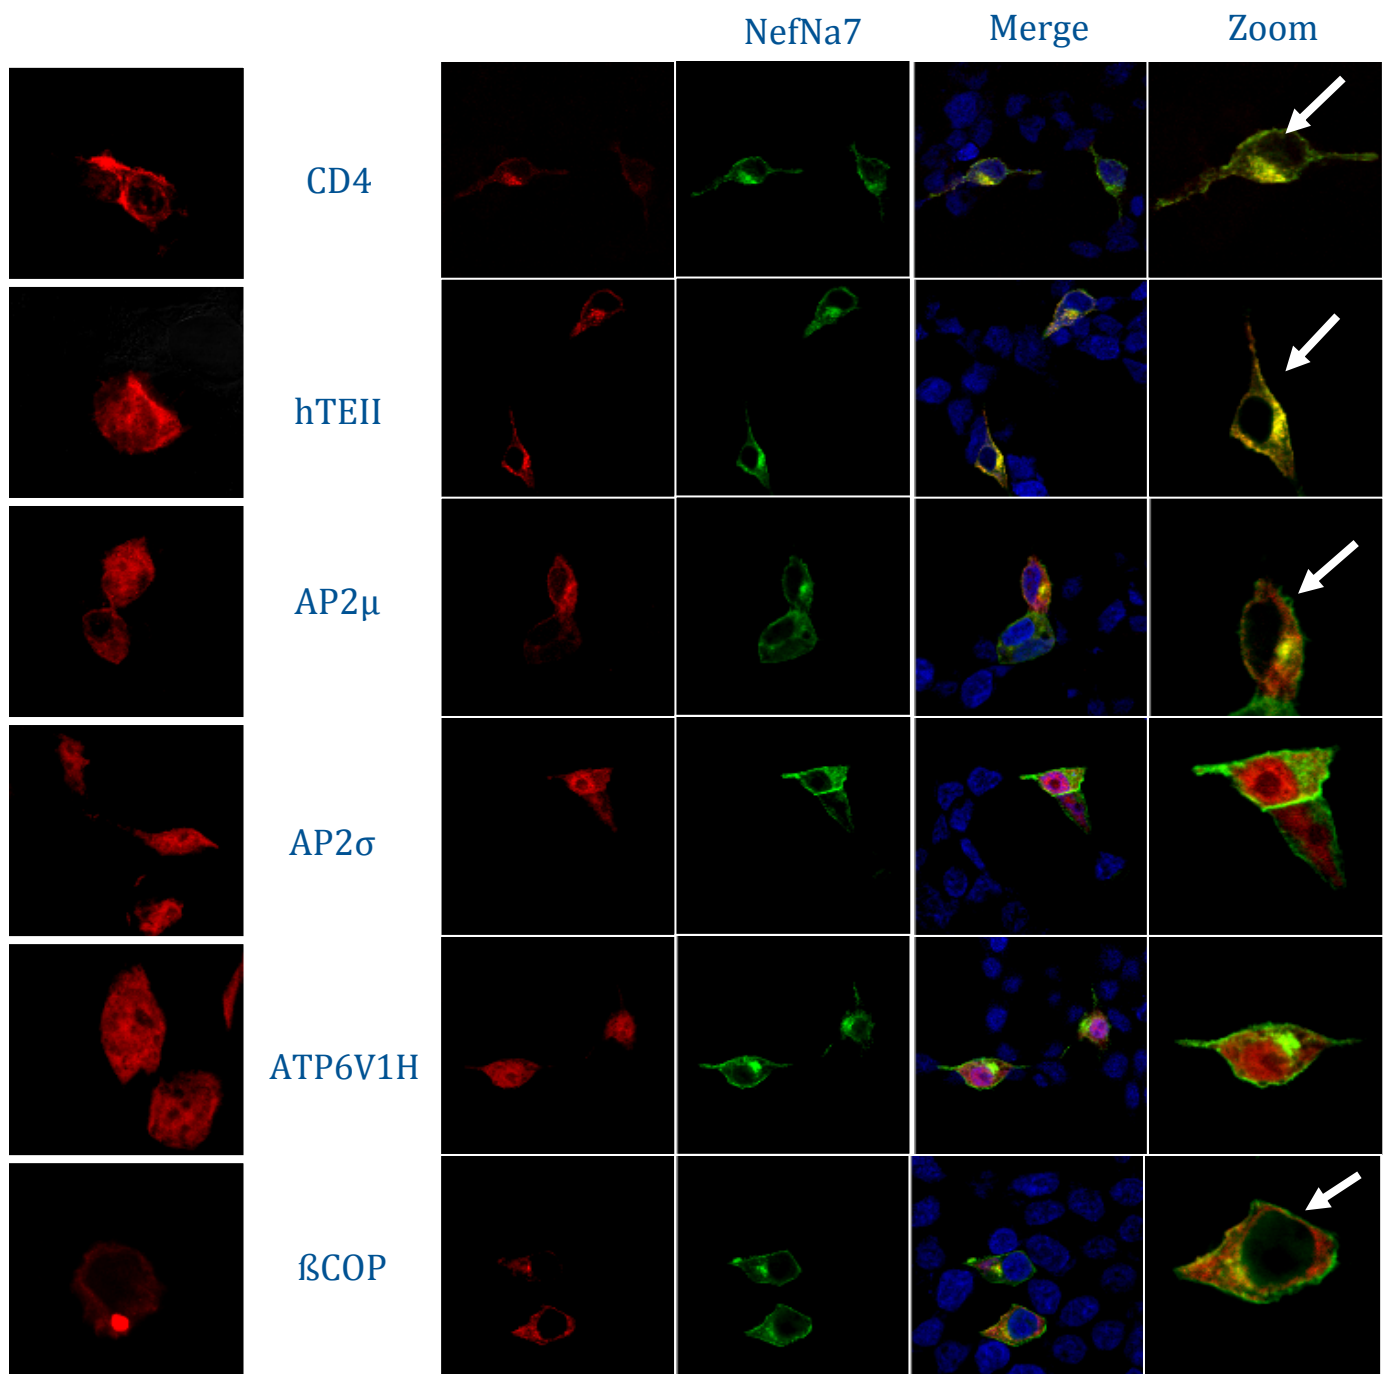 NefNa7 Merge Zoom
CD4
hTEII
AP2μ
AP2σ
ATP6V1H
ßCOP